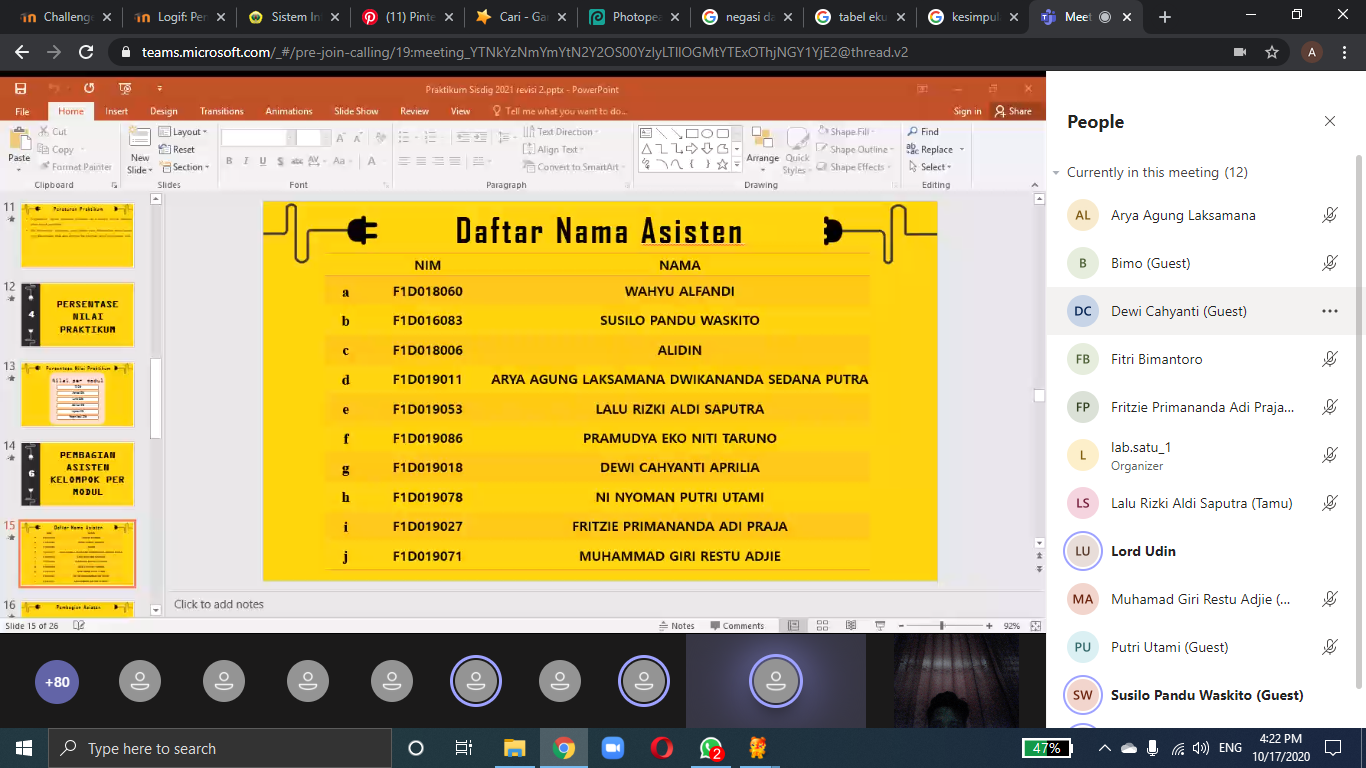 Challenge
Logif: Per
Sistem In
(11) Pinte
Cari - Ga
Photopea
negasi da
tabel eku
kesimpul
Meet
teams.microsoft.com/_#/pre-join-calling/19:meeting_YTNkYzNmYmYtN2Y2OS00YzIyLTllOGMtYTExOThjNGY1YjE2@thread.v2
A
Praktikum Sisdig 2021 revisi 2.pptx - PowerPoint
File Home Insert Design Transitions Animations Slide Show Review View Tell me what you want to do... Sign in Share
Paste
Cut
Copy
Format Painter
Clipboard
New Slide
Layout
Reset
Section
Slides
B I U S abc AV Aa A
Font
Text Direction
Align Text
Convert to SmartArt
Paragraph
Arrange
Quick Styles
Shape Fill
Shape Outline
Shape Effects
Drawing
Find
Replace
Select
Editing
11
Peraturan Praktikum
12
4
PERSENTASE
NILAI
PRAKTIKUM
13
Persentase Nilai Praktikum
Nilai per modul
14
6
PEMBAGIAN
ASISTEN
KELOMPOK PER
MODUL
15
Daftar Nama Asisten
16
Pembagian Asisten
Daftar Nama Asisten
NIM NAMA
a F1D018060 WAHYU ALFANDI
b F1D016083 SUSILO PANDU WASKITO
c F1D018006 ALIDIN
d F1D019011 ARYA AGUNG LAKSAMANA DWIKANANDA SEDANA PUTRA
e F1D019053 LALU RIZKI ALDI SAPUTRA
f F1D019086 PRAMUDYA EKO NITI TARUNO
g F1D019018 DEWI CAHYANTI APRILIA
h F1D019078 NI NYOMAN PUTRI UTAMI
i F1D019027 FRITZIE PRIMANANDA ADI PRAJA
j F1D019071 MUHAMMAD GIRI RESTU ADJIE
Click to add notes
Slide 15 of 26
Notes Comments 92%
+80
People
Currently in this meeting (12)
AL Arya Agung Laksamana
B Bimo (Guest)
DC Dewi Cahyanti (Guest)
FB Fitri Bimantoro
FP Fritzie Primananda Adi Praja...
L lab.satu_1
Organizer
LS Lalu Rizki Aldi Saputra (Tamu)
LU Lord Udin
MA Muhamad Giri Restu Adjie (...
PU Putri Utami (Guest)
SW Susilo Pandu Waskito (Guest)
Type here to search
2
47%
ENG
4:22 PM
10/17/2020